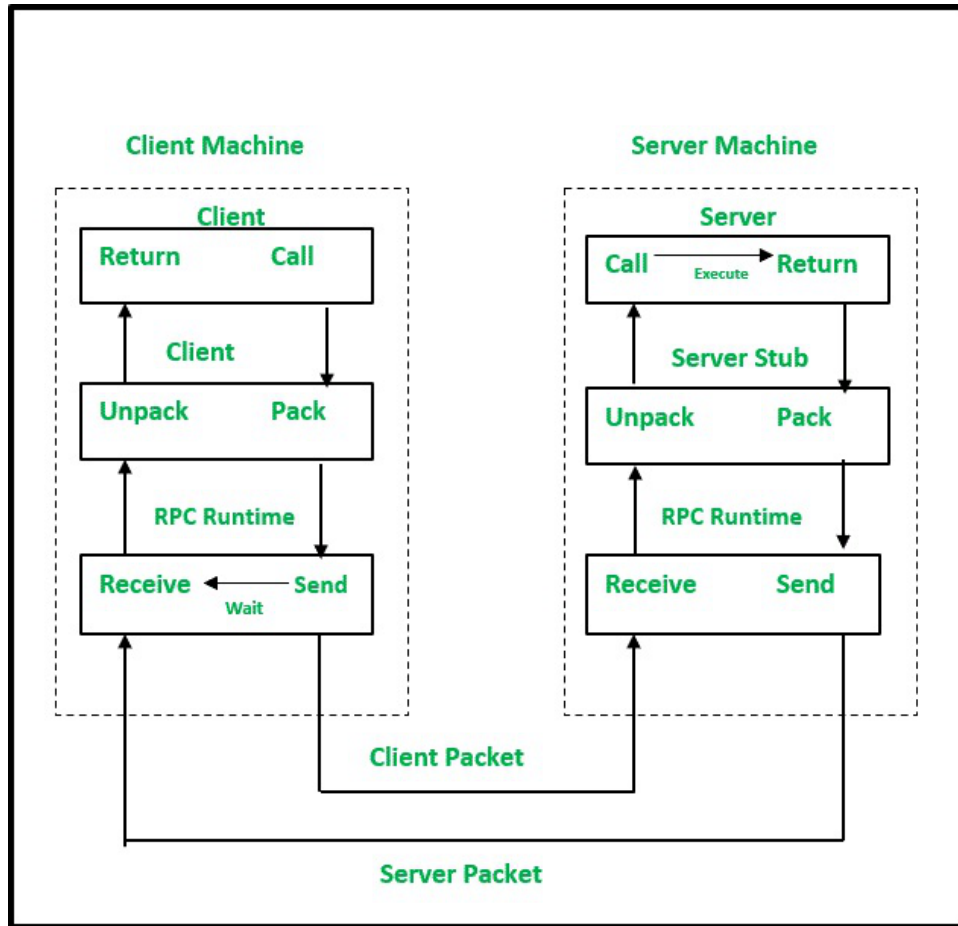 Client Machine
Server Machine
Client
Return Call
Client
Unpack Pack
RPC Runtime
Receive Send
Wait
Server
Call Return
Execute
Server Stub
Unpack Pack
RPC Runtime
Receive Send
Client Packet
Server Packet